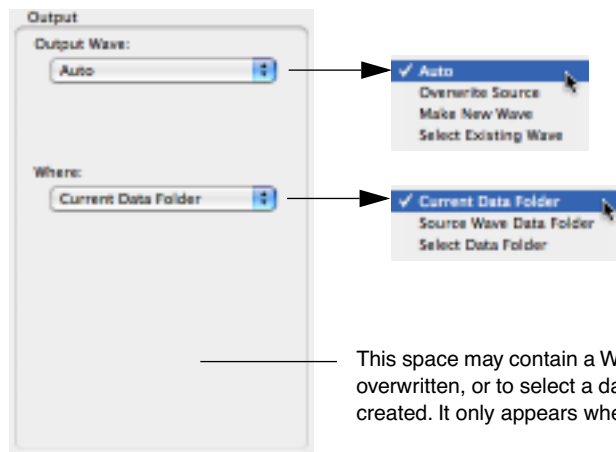 Output
Output Wave:
Auto
✓ Auto
Overwrite Source
Make New Wave
Select Existing Wave
Where:
Current Data Folder
✓ Current Data Folder
Source Wave Data Folder
Select Data Folder
This space may contain a W
overwritten, or to select a da
created. It only appears whe